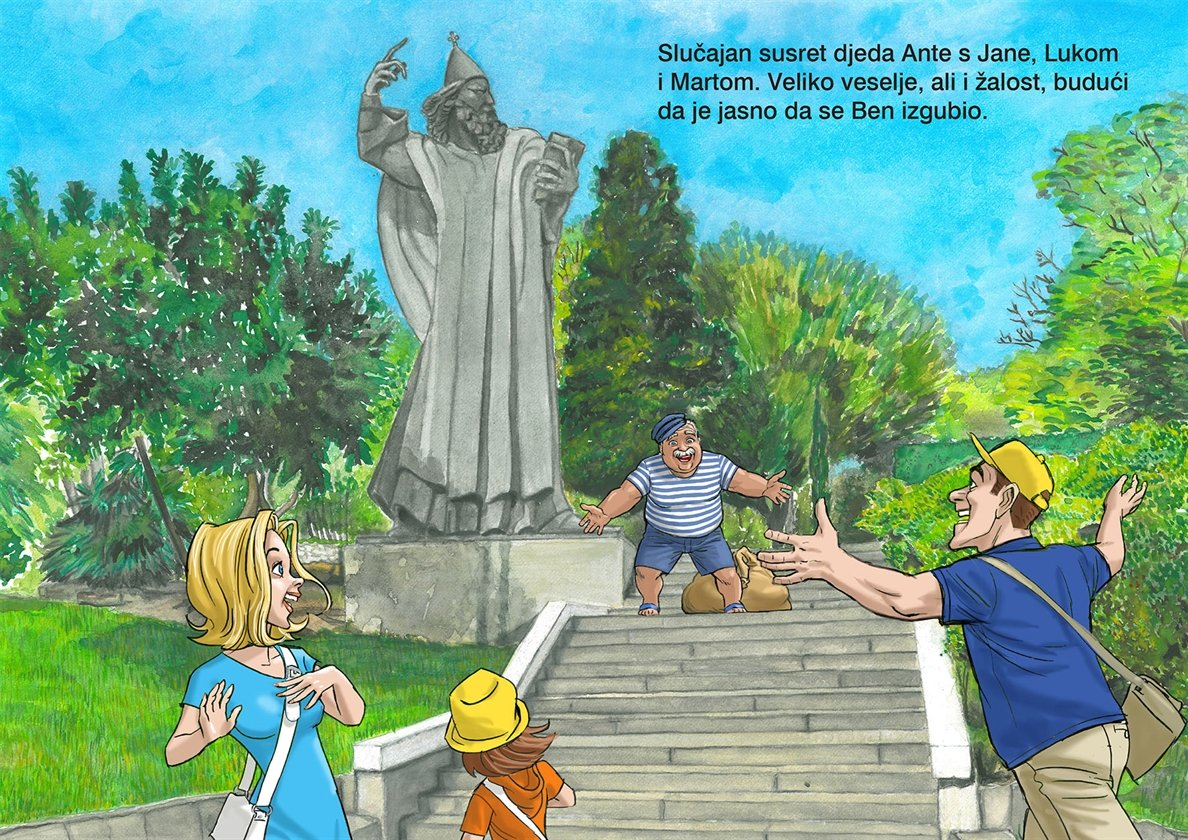 Slučajan susret djeda Ante s Jane, Lukom
i Martom. Veliko veselje, ali i žalost, budući
da je jasno da se Ben izgubio.